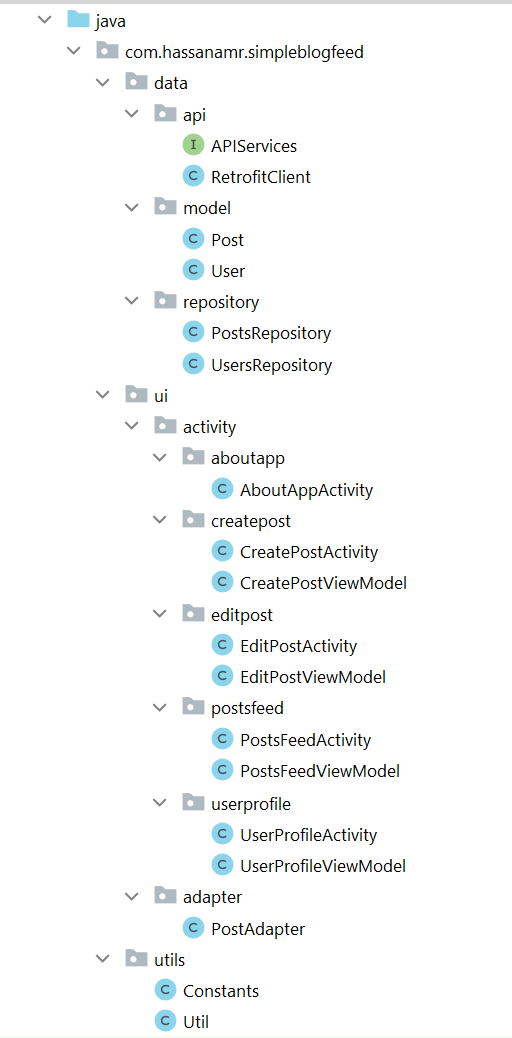 java
com.hassanamr.simpleblogfeed
data
api
I APIServices
C RetrofitClient
model
C Post
C User
repository
C PostsRepository
C UsersRepository
ui
activity
aboutapp
C AboutAppActivity
createpost
C CreatePostActivity
C CreatePostViewModel
editpost
C EditPostActivity
C EditPostViewModel
postsfeed
C PostsFeedActivity
C PostsFeedViewModel
userprofile
C UserProfileActivity
C UserProfileViewModel
adapter
C PostAdapter
utils
C Constants
C Util